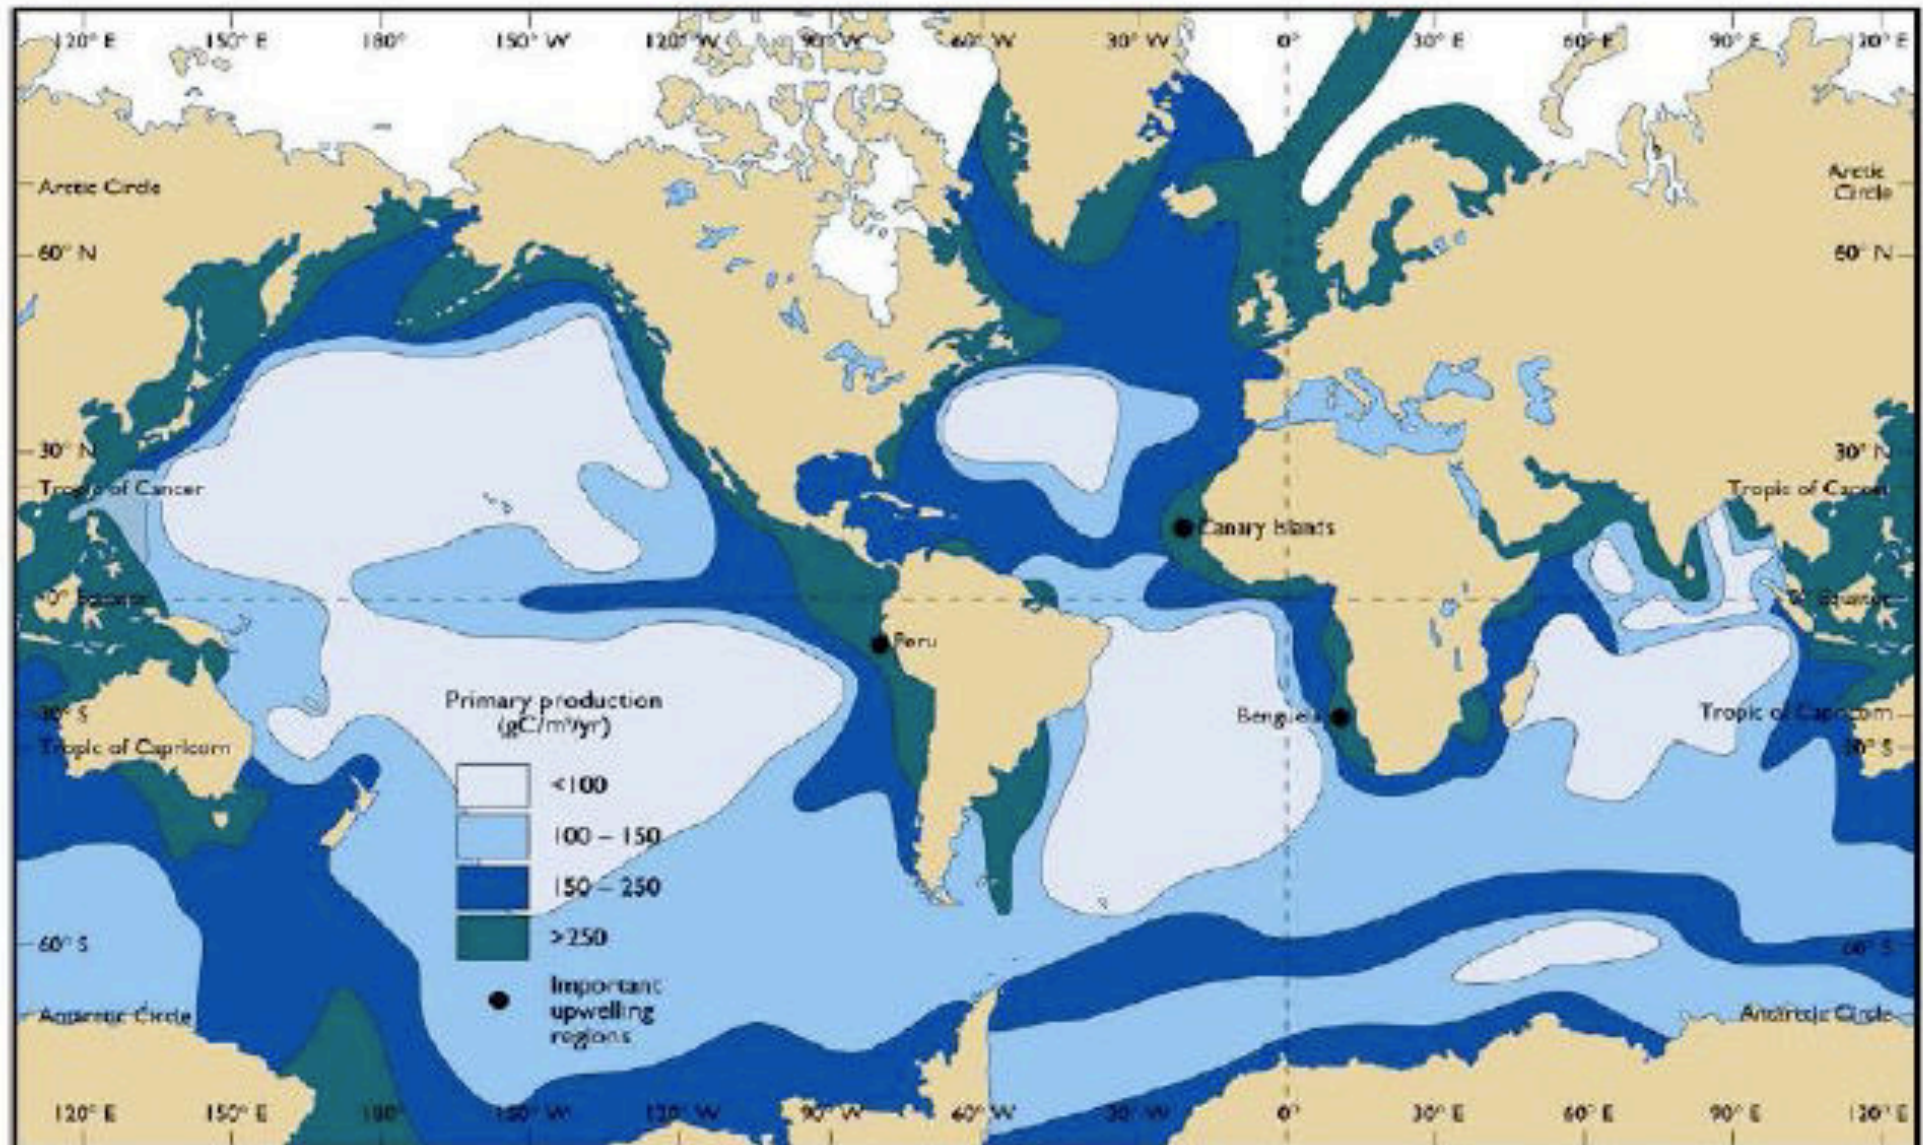 120° E 150° E 180° 150° W 120° W 90° W 60° W 30° W 0° 30° E 60° E 90° E 120° E
Arctic Circle
Arctic
Circle
60° N
60° N
30° N
30° N
Tropic of Cancer
Tropic of Cancer
Canary Islands
0° Equator
0° Equator
Peru
Primary production
(gC/m²/yr)
Benguela
30° S
Tropic of Capricorn
Tropic of Capricorn
30° S
<100
100 – 150
150 – 250
>250
60° S
60° S
Important
upwelling
regions
Antarctic Circle
Antarctic Circle
120° E 150° E 180° 150° W 120° W 90° W 60° W 30° W 0° 30° E 60° E 90° E 120° E